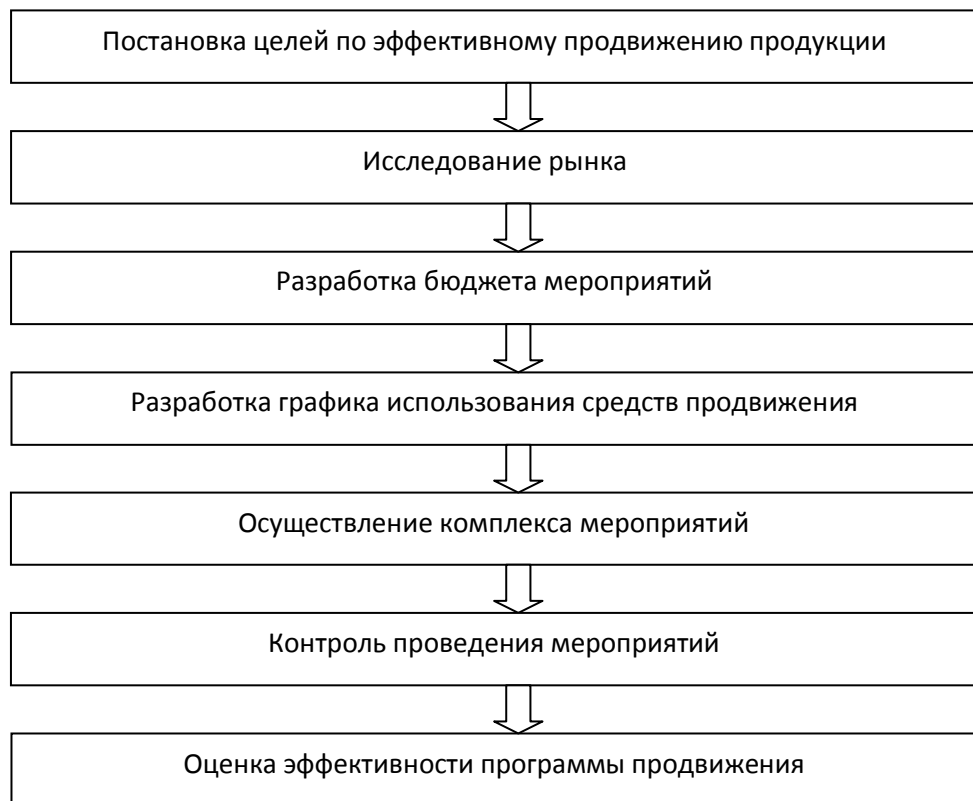 Постановка целей по эффективному продвижению продукции
Исследование рынка
Разработка бюджета мероприятий
Разработка графика использования средств продвижения
Осуществление комплекса мероприятий
Контроль проведения мероприятий
Оценка эффективности программы продвижения